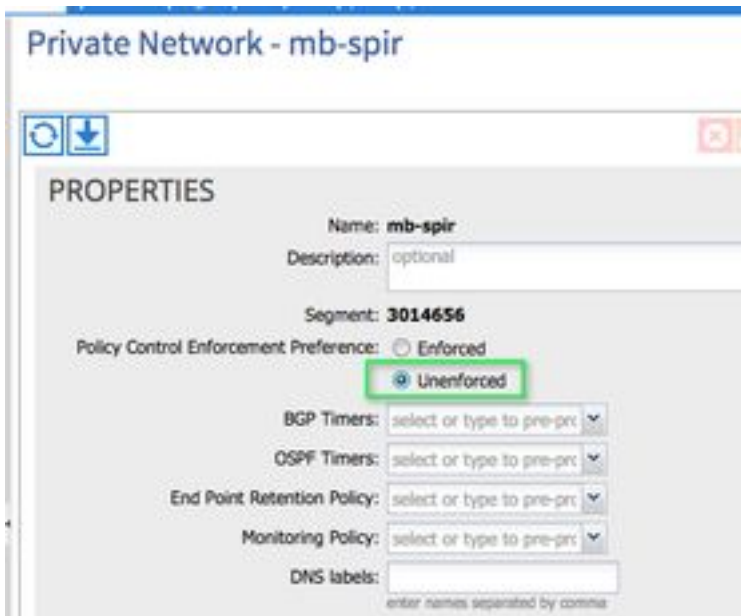 Private Network - mb-spir
PROPERTIES
Name: mb-spir
Description: optional
Segment: 3014656
Policy Control Enforcement Preference: Enforced
Unenforced
BGP Timers: select or type to pre-pro
OSPF Timers: select or type to pre-pro
End Point Retention Policy: select or type to pre-pro
Monitoring Policy: select or type to pre-pro
DNS labels:
enter names separated by comma